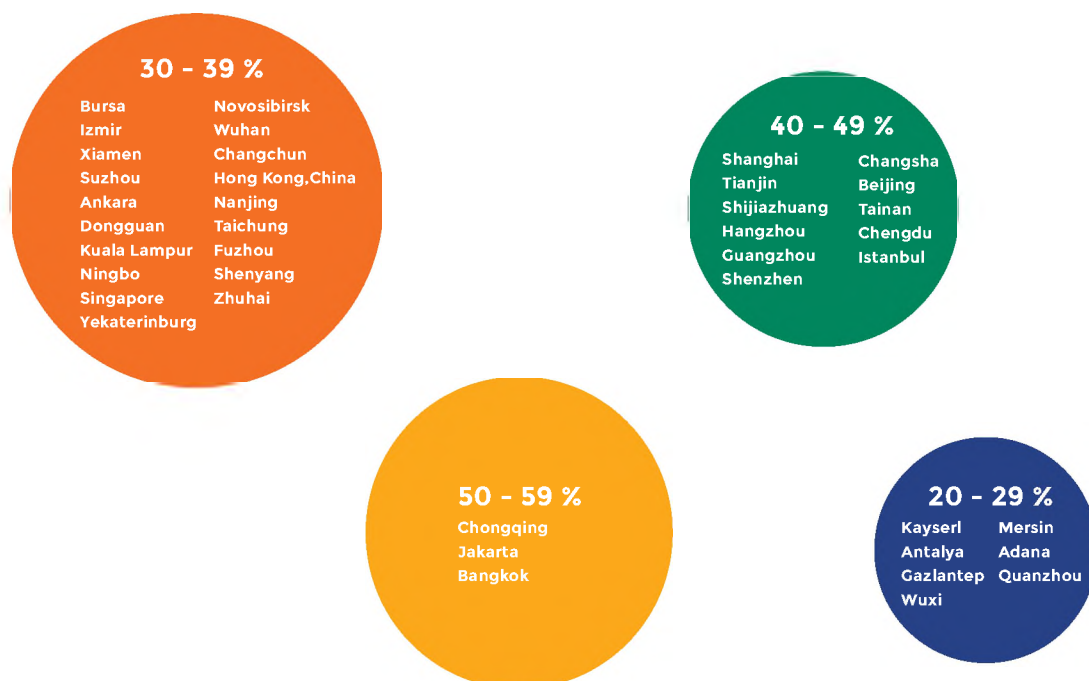 30 - 39 %
Bursa
Izmir
Xiamen
Suzhou
Ankara
Dongguan
Kuala Lampur
Ningbo
Singapore
Yekaterinburg
Novosibirsk
Wuhan
Changchun
Hong Kong,China
Nanjing
Taichung
Fuzhou
Shenyang
Zhuhai
40 - 49 %
Shanghai
Tianjin
Shijiazhuang
Hangzhou
Guangzhou
Shenzhen
Changsha
Beijing
Tainan
Chengdu
Istanbul
50 - 59 %
Chongqing
Jakarta
Bangkok
20 - 29 %
Kayserl
Antalya
Gazlantep
Wuxi
Mersin
Adana
Quanzhou